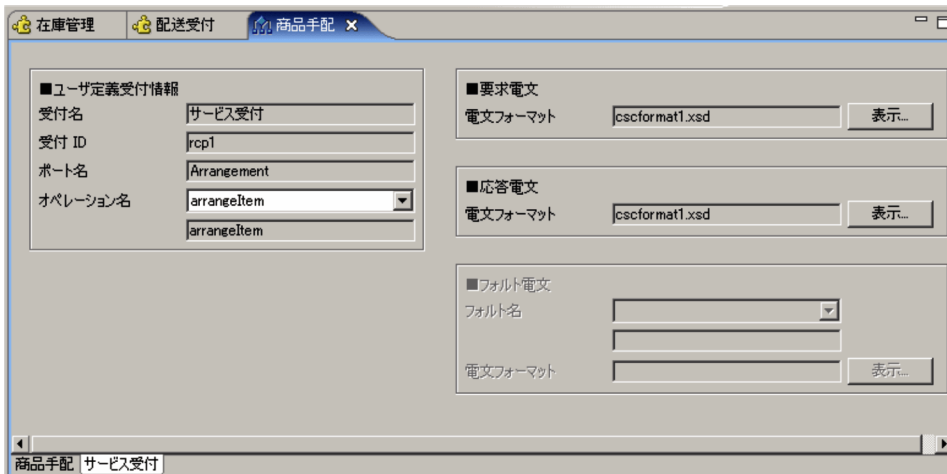 在庫管理
配送受付
商品手配
■ユーザ定義受付情報
受付名 サービス受付
受付 ID rcp1
ポート名 Arrangement
オペレーション名 arrangeItem
arrangeItem
■要求電文
電文フォーマット cscformat1.xsd 表示...
■応答電文
電文フォーマット cscformat1.xsd 表示...
■フォルト電文
フォルト名
電文フォーマット 表示...
商品手配 サービス受付